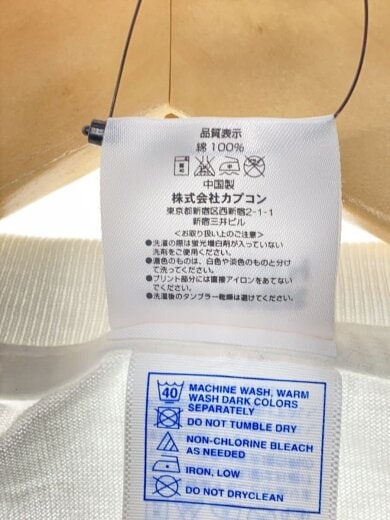 品質表示
綿 100%
中国製
株式会社カプコン
東京都新宿区西新宿2-1-1
新宿三井ビル
<お取り扱い上のご注意>
●洗濯の際は蛍光増白剤が入っていない
洗剤をご使用ください。
●濃色のものは、白色や淡色のものと分け
て洗ってください。
●プリント部分には直接アイロンをあてない
でください。
●洗濯後のタンブラー乾燥は避けてください。
40 MACHINE WASH, WARM
WASH DARK COLORS
SEPARATELY
DO NOT TUMBLE DRY
NON-CHLORINE BLEACH
AS NEEDED
IRON, LOW
DO NOT DRYCLEAN